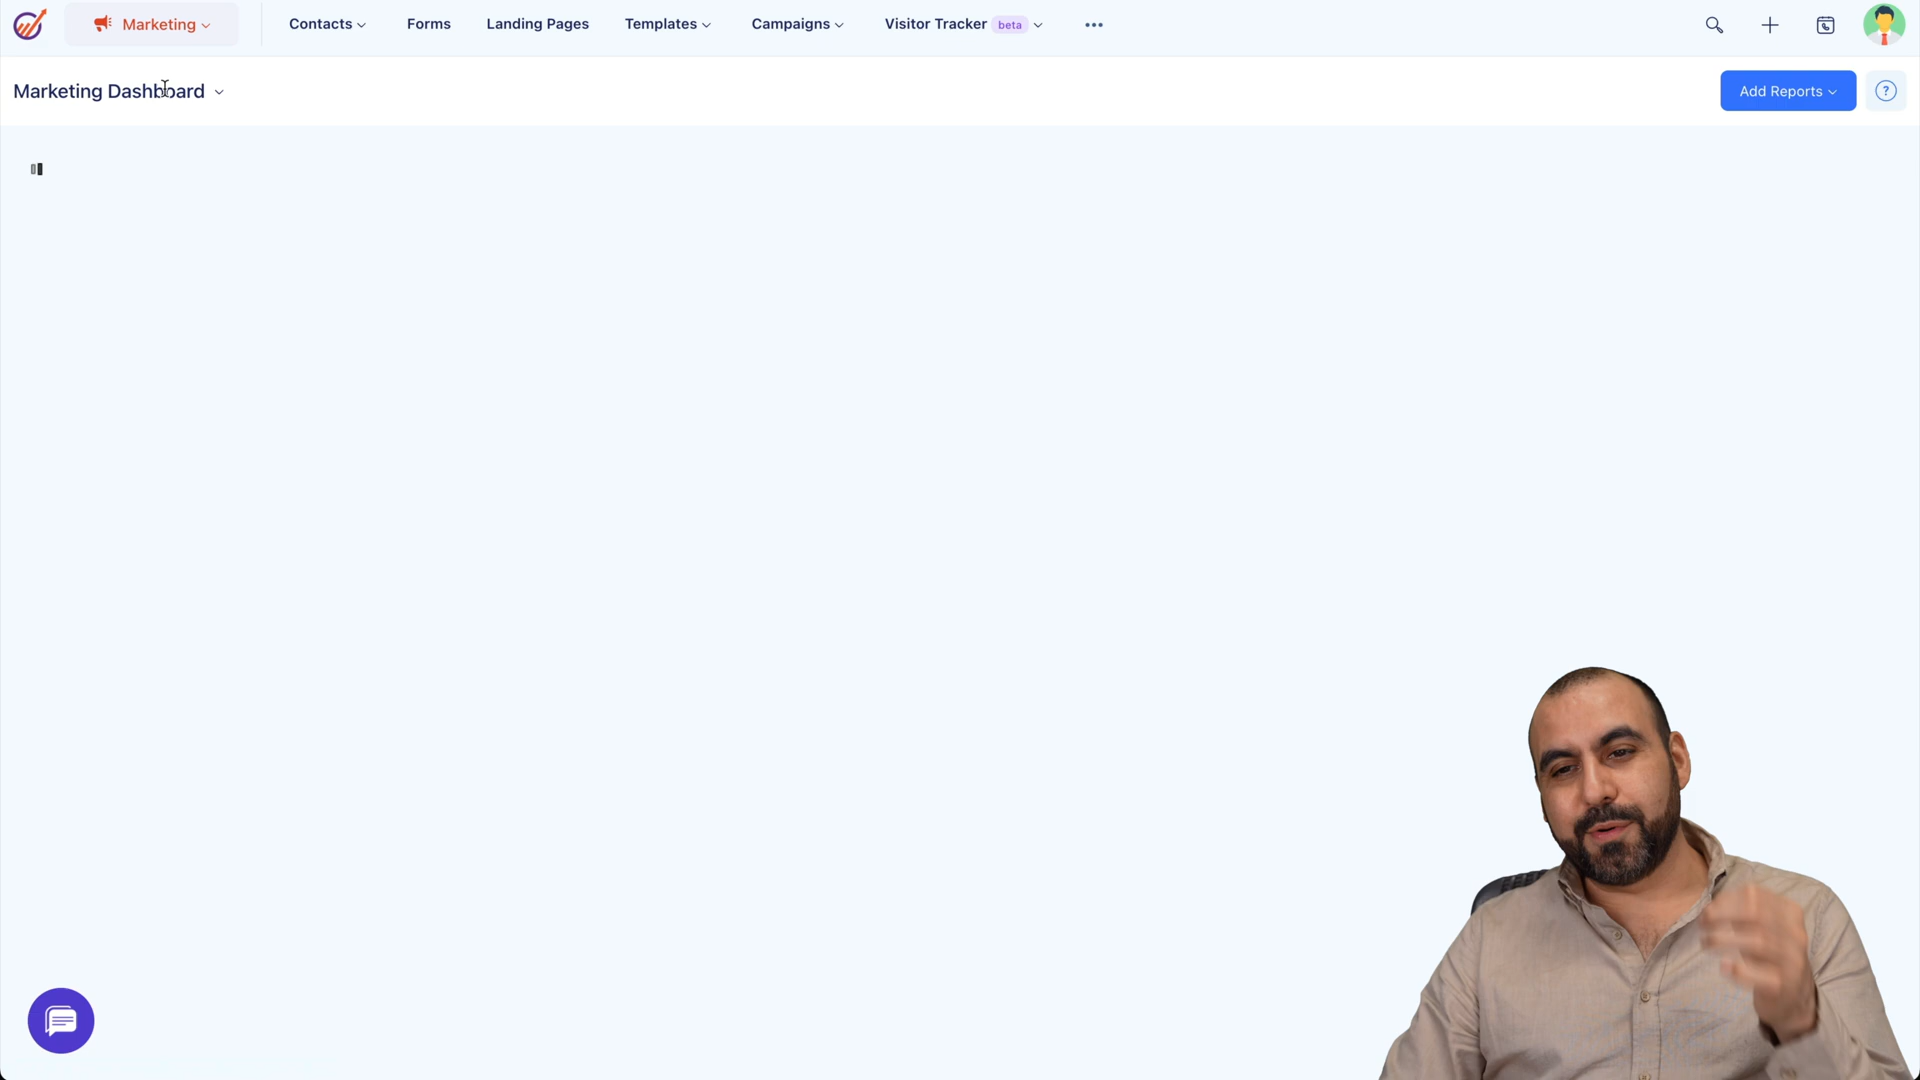 Marketing
Contacts
Forms
Landing Pages
Templates
Campaigns
Visitor Tracker beta
Marketing Dashboard
Add Reports
?